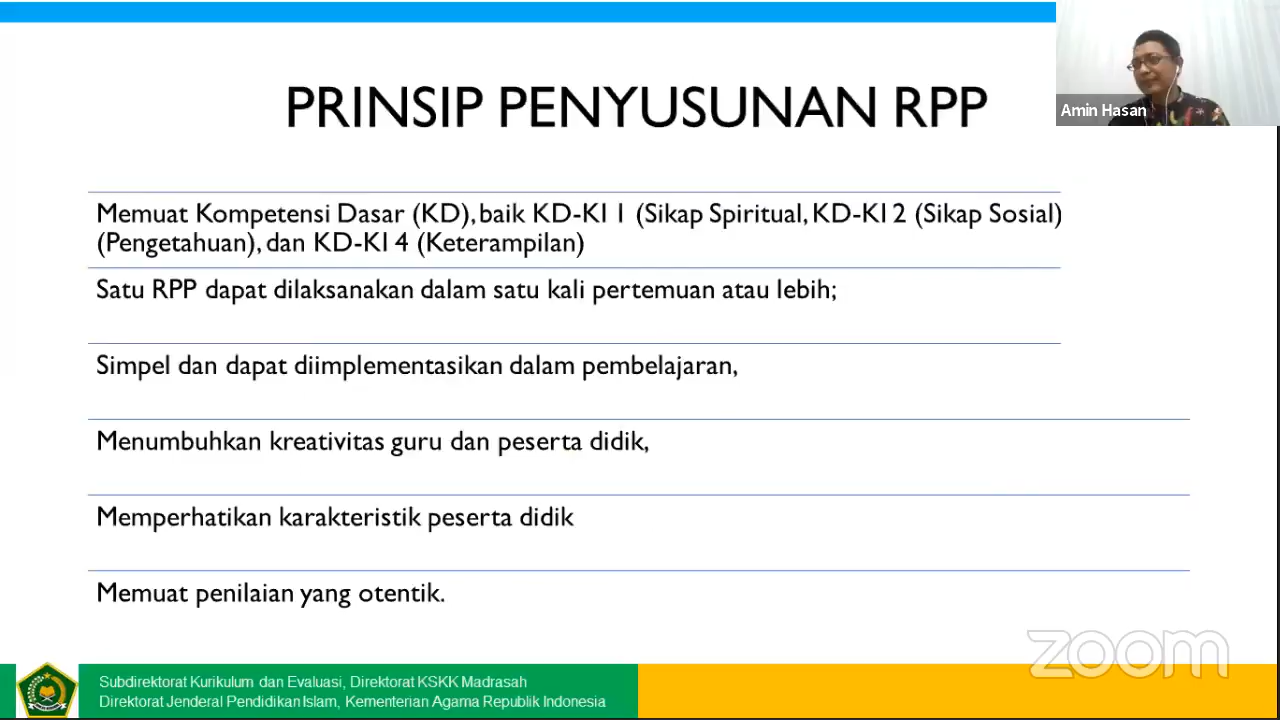 PRINSIP PENYUSUNAN RPP
Amin Hasan
Memuat Kompetensi Dasar (KD), baik KD-KI 1 (Sikap Spiritual, KD-KI 2 (Sikap Sosial)
(Pengetahuan), dan KD-KI 4 (Keterampilan)
Satu RPP dapat dilaksanakan dalam satu kali pertemuan atau lebih;
Simpel dan dapat diimplementasikan dalam pembelajaran,
Menumbuhkan kreativitas guru dan peserta didik,
Memperhatikan karakteristik peserta didik
Memuat penilaian yang otentik.
zoom
Subdirektorat Kurikulum dan Evaluasi, Direktorat KSKK Madrasah
Direktorat Jenderal Pendidikan Islam, Kementerian Agama Republik Indonesia